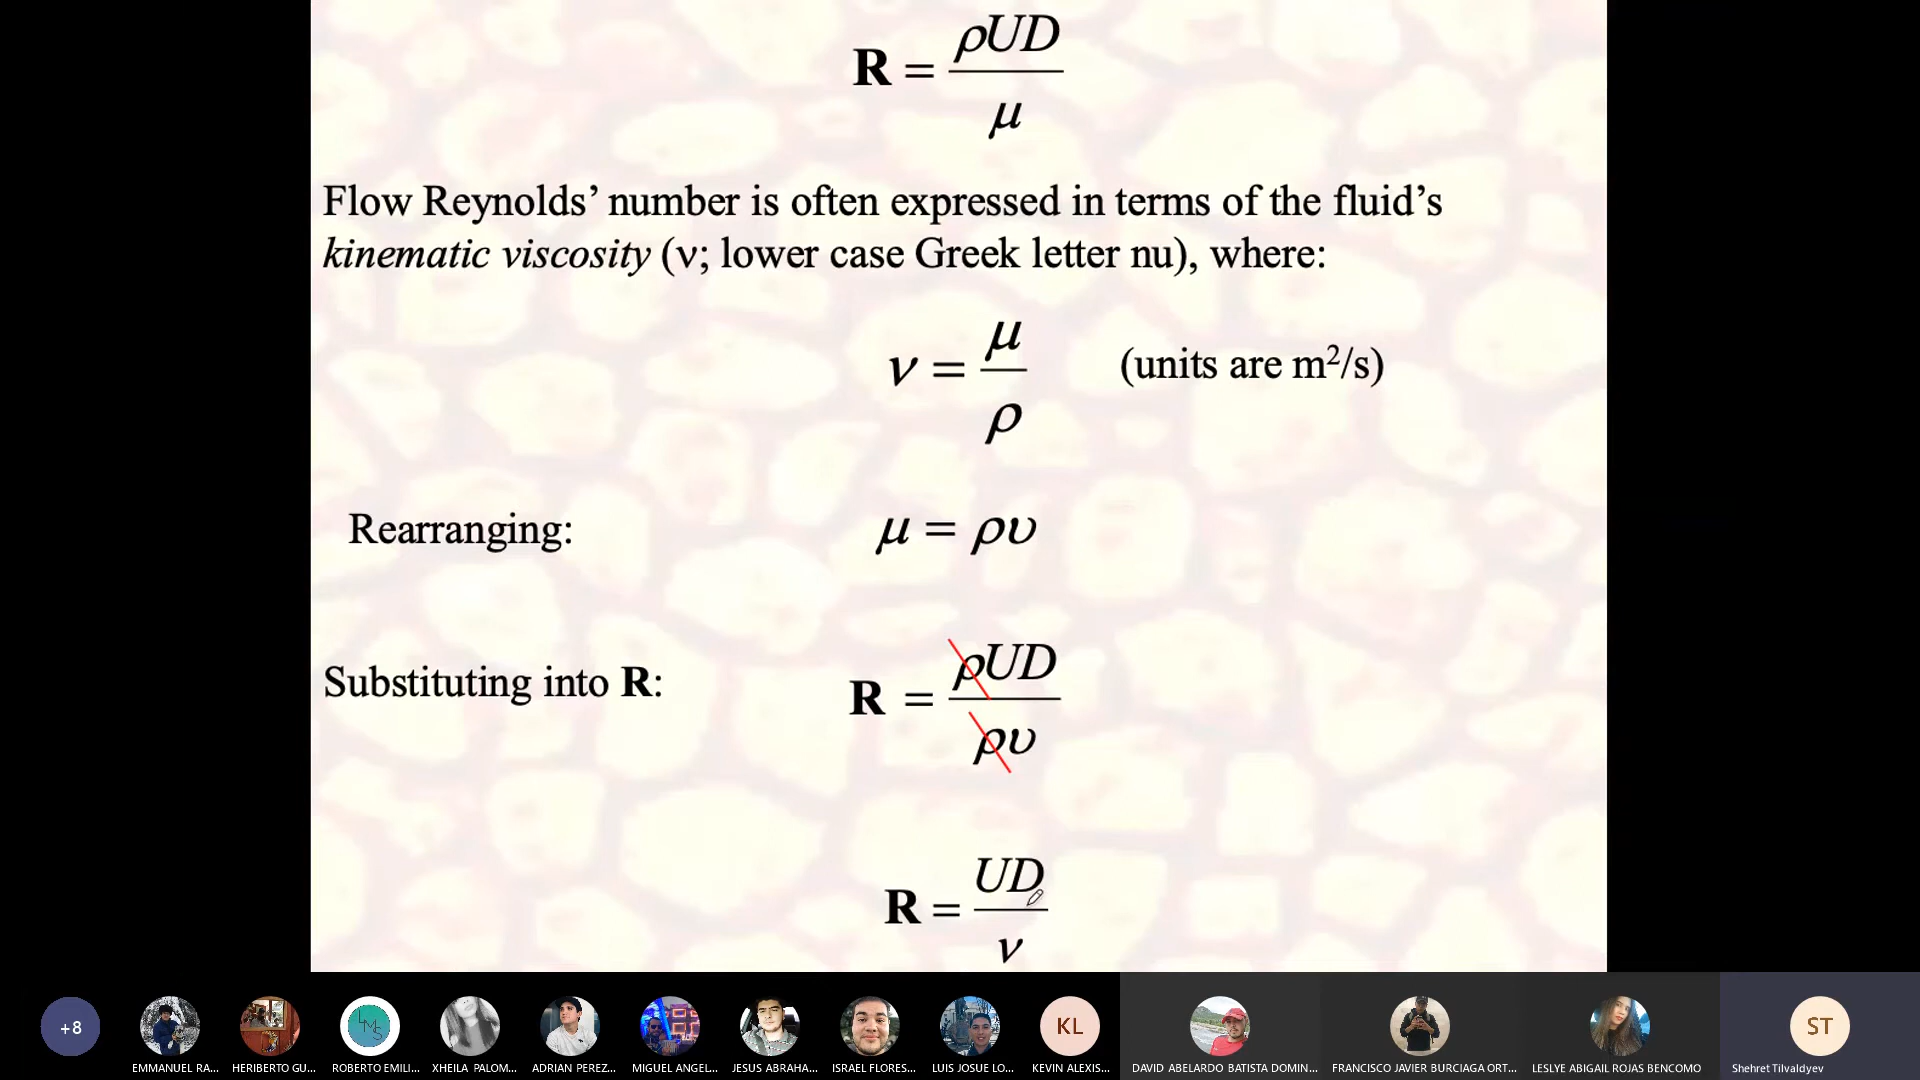 R = ρUD / μ
Flow Reynolds’ number is often expressed in terms of the fluid’s
kinematic viscosity (ν; lower case Greek letter nu), where:
ν = μ / ρ (units are m²/s)
Rearranging: μ = ρυ
Substituting into R: R = ρUD / ρυ
R = UD / ν
+8
LMS
KL
ST
EMMUEL RA... HERIBERTO GU... ROBERTO EMILI... XHEILA PALOM... ADRIAN PEREZ... MIGUEL ANGEL... JESUS ABRAHA... ISRAEL FLORES... LUIS JOSUE LO... KEVIN ALEXIS... DAVID ABELARDO BATISTA DOMIN... FRANCISCO JAVIER BURCIAGA ORT... LESLYE ABIGAIL ROJAS BENCOMO Shehret Tilvaldyev